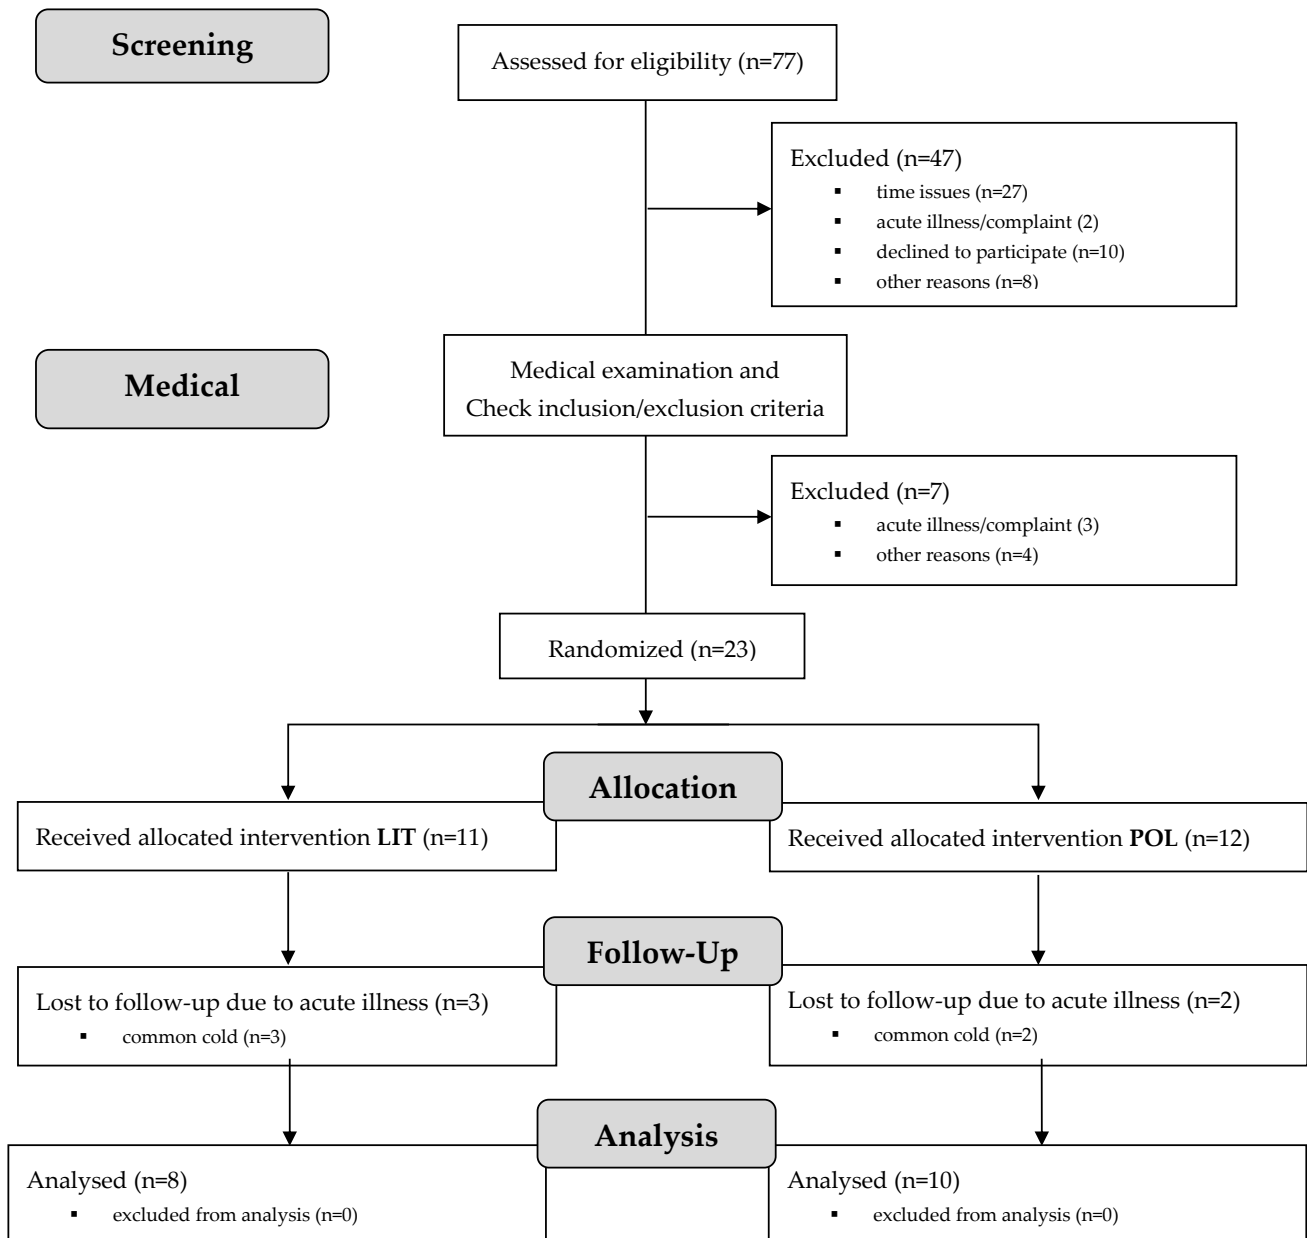 Screening
Assessed for eligibility (n=77)
Excluded (n=47)
▪ time issues (n=27)
▪ acute illness/complaint (2)
▪ declined to participate (n=10)
▪ other reasons (n=8)
Medical
Medical examination and
Check inclusion/exclusion criteria
Excluded (n=7)
▪ acute illness/complaint (3)
▪ other reasons (n=4)
Randomized (n=23)
Allocation
Received allocated intervention LIT (n=11)
Received allocated intervention POL (n=12)
Follow-Up
Lost to follow-up due to acute illness (n=3)
▪ common cold (n=3)
Lost to follow-up due to acute illness (n=2)
▪ common cold (n=2)
Analysis
Analysed (n=8)
▪ excluded from analysis (n=0)
Analysed (n=10)
▪ excluded from analysis (n=0)